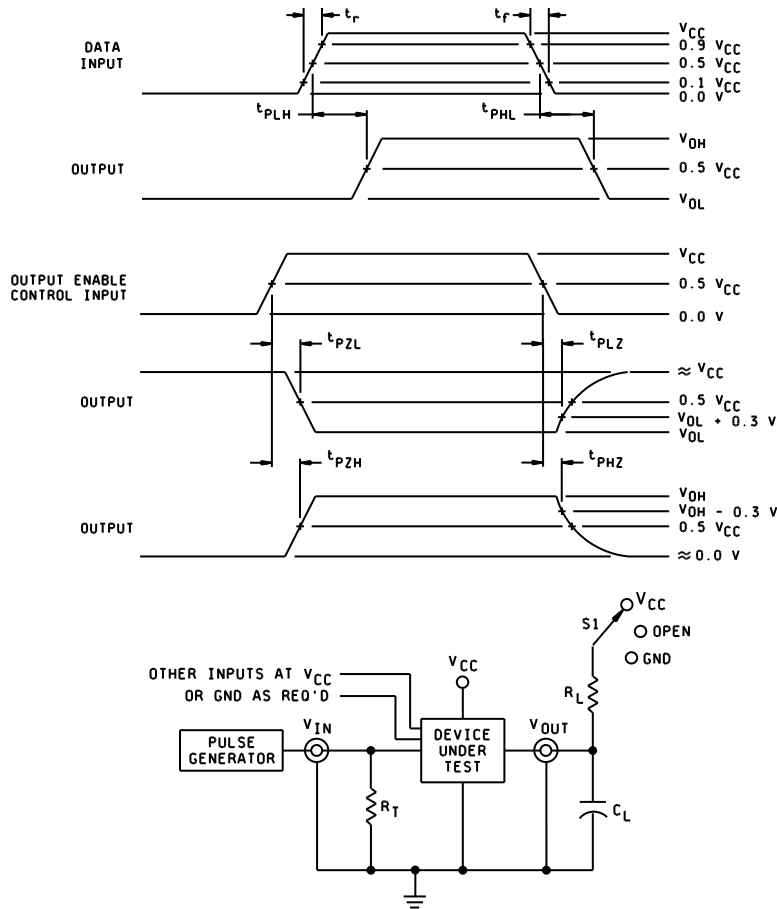 t_r t_f
DATA INPUT
V_CC
0.9 V_CC
0.5 V_CC
0.1 V_CC
0.0 V
t_PLH t_PHL
OUTPUT
V_OH
0.5 V_CC
V_OL
OUTPUT ENABLE
CONTROL INPUT
V_CC
0.5 V_CC
0.0 V
t_PZL t_PLZ
OUTPUT
≈ V_CC
0.5 V_CC
V_OL + 0.3 V
V_OL
t_PZH t_PHZ
OUTPUT
V_OH
V_OH - 0.3 V
0.5 V_CC
≈ 0.0 V
V_CC
S1
OPEN
GND
R_L
OTHER INPUTS AT V_CC
OR GND AS REQ'D
V_CC
V_IN
V_OUT
PULSE
GENERATOR
DEVICE
UNDER
TEST
R_T
C_L